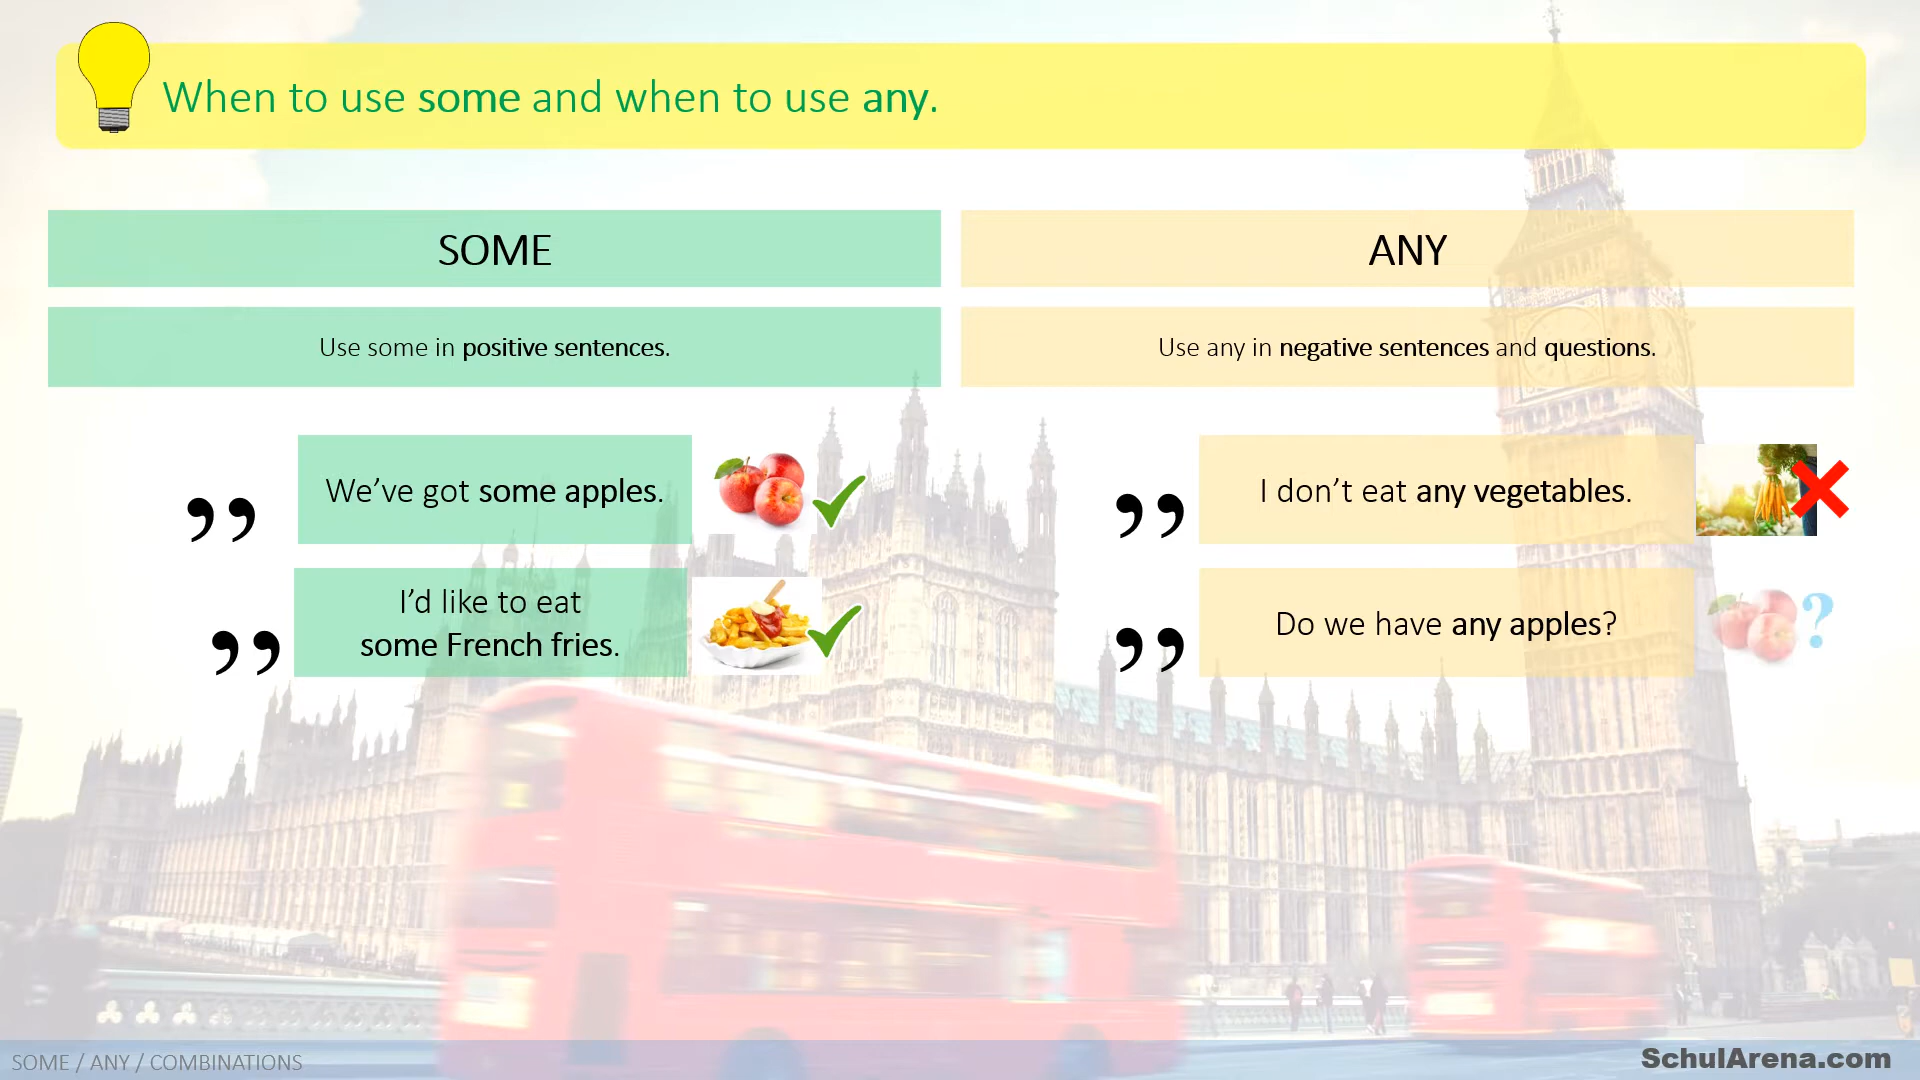 When to use some and when to use any.
SOME
Use some in positive sentences.
”
We’ve got some apples.
”
I’d like to eat
some French fries.
ANY
Use any in negative sentences and questions.
”
I don’t eat any vegetables.
”
Do we have any apples?
?
SOME / ANY / COMBINATIONS
SchulArena.com